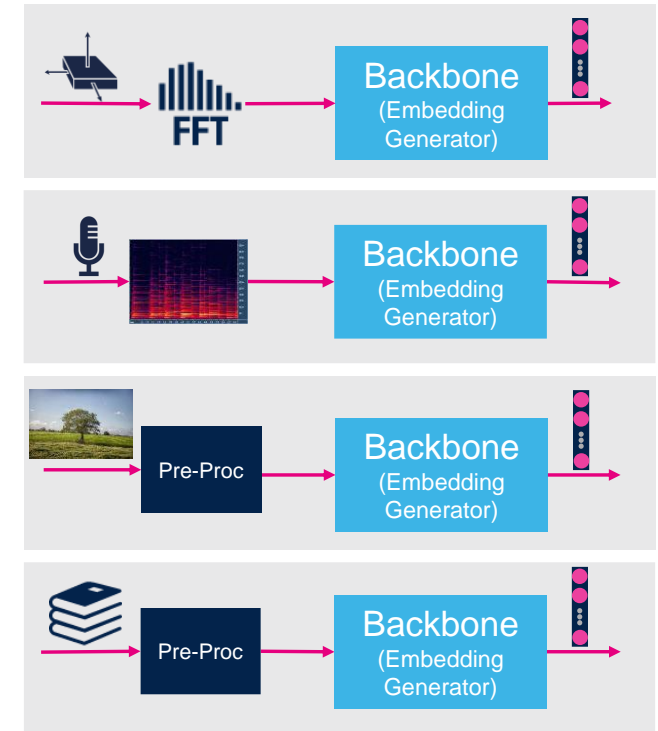 FFT
Backbone
(Embedding
Generator)
Backbone
(Embedding
Generator)
Pre-Proc
Backbone
(Embedding
Generator)
Pre-Proc
Backbone
(Embedding
Generator)